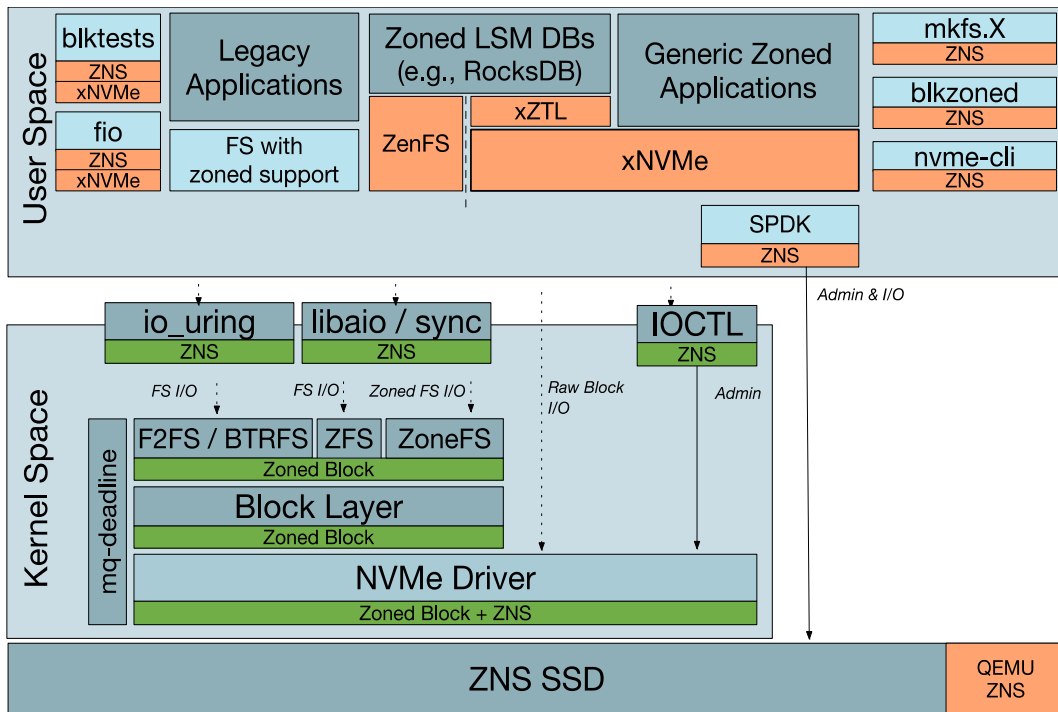 User Space
blktests
ZNS
xNVMe
fio
ZNS
xNVMe
Legacy
Applications
FS with
zoned support
Zoned LSM DBs
(e.g., RocksDB)
ZenFS
xZTL
Generic Zoned
Applications
xNVMe
mkfs.X
ZNS
blkzoned
ZNS
nvme-cli
ZNS
SPDK
ZNS
Admin & I/O
Kernel Space
io_uring
ZNS
libaio / sync
ZNS
IOCTL
ZNS
FS I/O
FS I/O
Zoned FS I/O
Raw Block
I/O
Admin
mq-deadline
F2FS / BTRFS
ZFS
ZoneFS
Zoned Block
Block Layer
Zoned Block
NVMe Driver
Zoned Block + ZNS
ZNS SSD
QEMU
ZNS